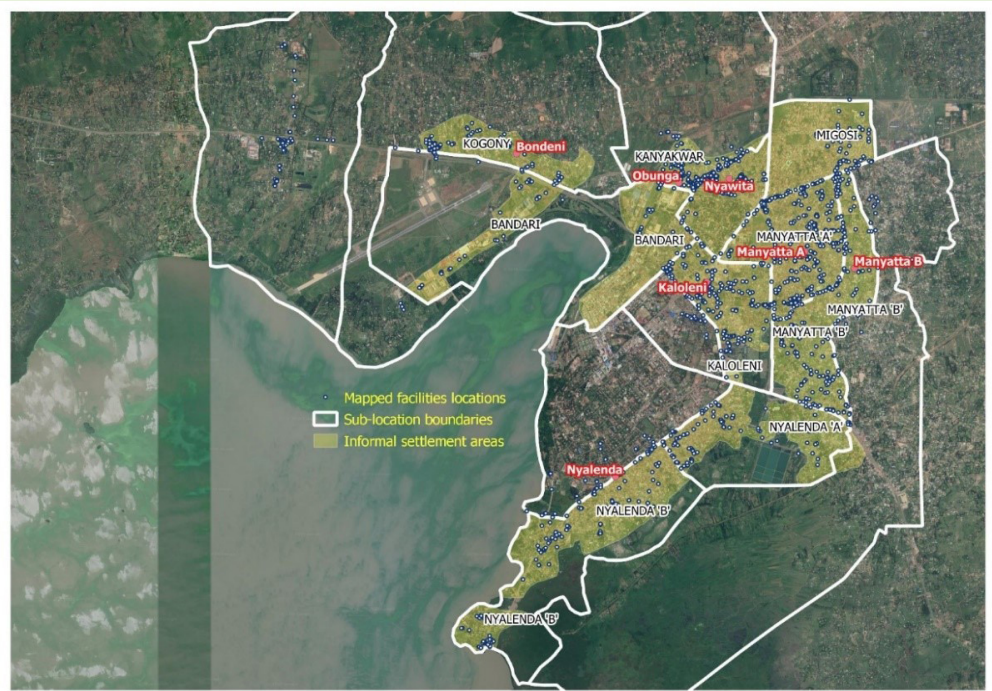 MIGOSI
KOGONY
Bondeni
KANYAKWAR
Obunga
Nyawita
BANDARI
BANDARI
MANYATTA 'A'
Manyatta A
Manyatta B
Kaloleni
MANYATTA 'B'
MANYATTA 'B'
KALOLENI
Mapped facilities locations
Sub-location boundaries
Informal settlement areas
NYALENDA 'A'
Nyalenda
NYALENDA 'B'
NYALENDA 'B'